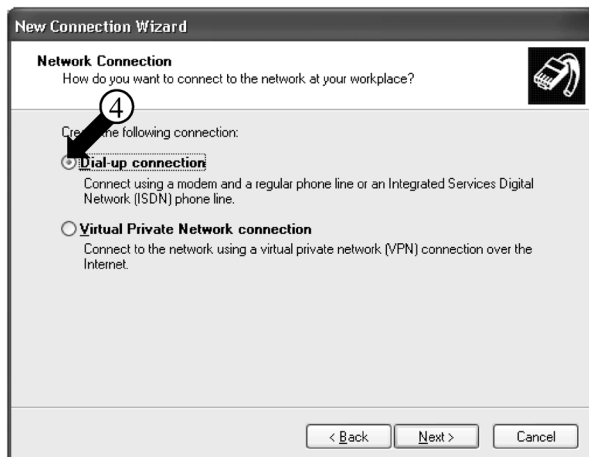 New Connection Wizard
Network Connection
How do you want to connect to the network at your workplace?
4
the following connection:
Dial-up connection
Connect using a modem and a regular phone line or an Integrated Services Digital
Network (ISDN) phone line.
Virtual Private Network connection
Connect to the network using a virtual private network (VPN) connection over the
Internet.
< Back
Next >
Cancel